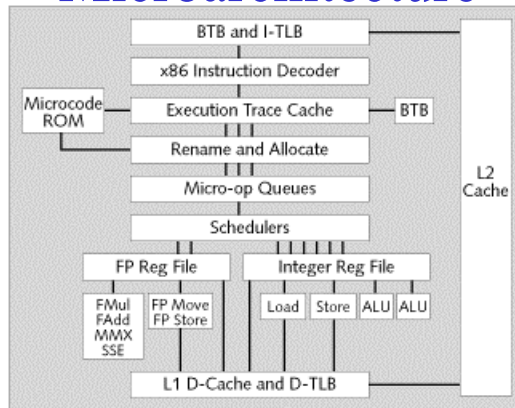 Microarchitecture
BTB and I-TLB
x86 Instruction Decoder
Microcode
ROM
Execution Trace Cache
BTB
Rename and Allocate
Micro-op Queues
L2
Cache
Schedulers
FP Reg File
Integer Reg File
FMul
FAdd
MMX
SSE
FP Move
FP Store
Load
Store
ALU
ALU
L1 D-Cache and D-TLB